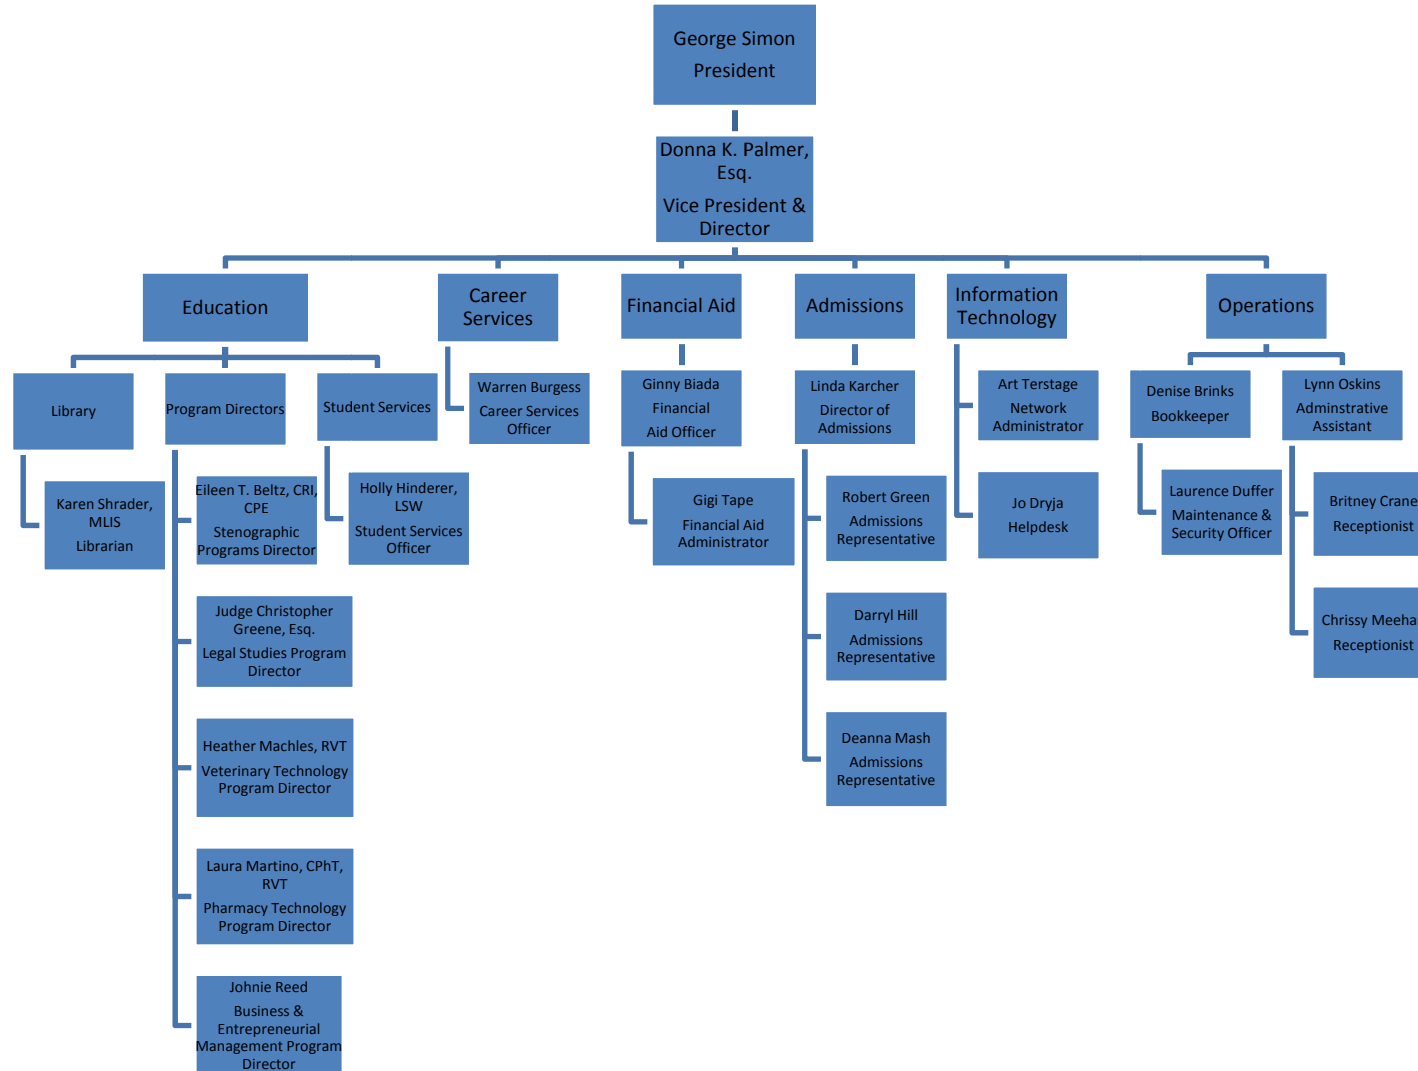 George Simon
President
Donna K. Palmer,
Esq.
Vice President &
Director
Education
Career
Services
Financial Aid
Admissions
Information
Technology
Operations
Library
Program Directors
Student Services
Warren Burgess
Career Services
Officer
Ginny Biada
Financial
Aid Officer
Linda Karcher
Director of
Admissions
Art Terstage
Network
Administrator
Denise Brinks
Bookkeeper
Lynn Oskins
Adminstrative
Assistant
Karen Shrader,
MLIS
Librarian
Eileen T. Beltz, CRI,
CPE
Stenographic
Programs Director
Holly Hinderer,
LSW
Student Services
Officer
Gigi Tape
Financial Aid
Administrator
Robert Green
Admissions
Representative
Jo Dryja
Helpdesk
Laurence Duffer
Maintenance &
Security Officer
Britney Crane
Receptionist
Judge Christopher
Greene, Esq.
Legal Studies Program
Director
Darryl Hill
Admissions
Representative
Chrissy Meeha
Receptionist
Heather Machles, RVT
Veterinary Technology
Program Director
Deanna Mash
Admissions
Representative
Laura Martino, CPhT,
RVT
Pharmacy Technology
Program Director
Johnie Reed
Business &
Entrepreneurial
Management Program
Director